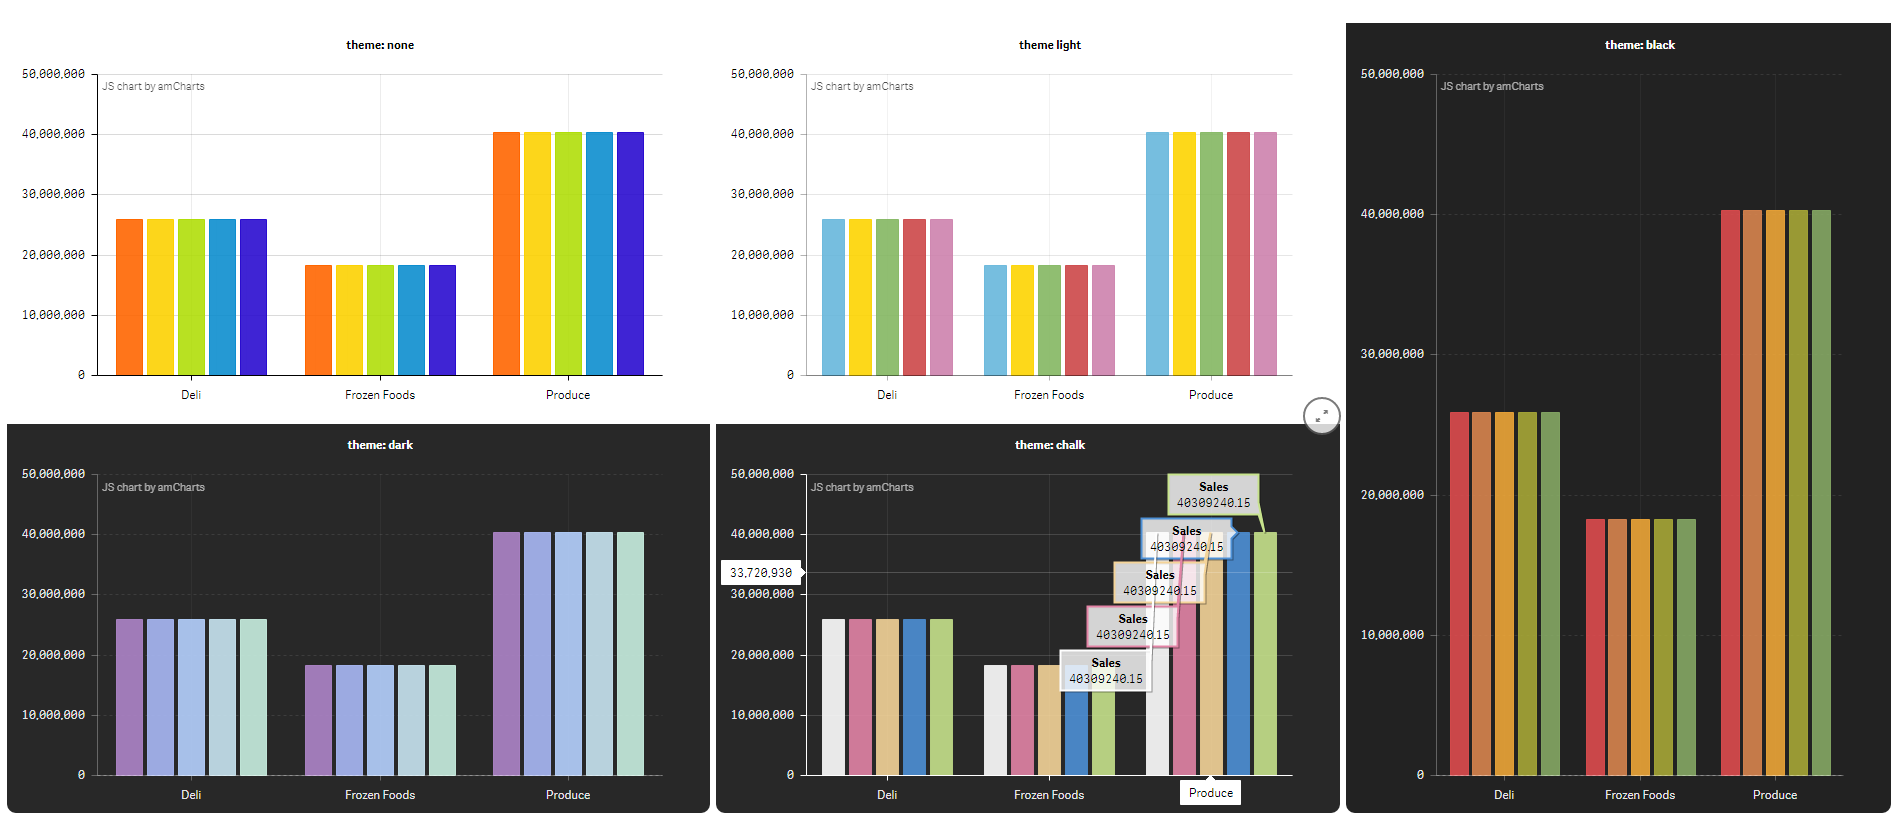 theme: none
50,000,000
JS chart by amCharts
40,000,000
30,000,000
20,000,000
10,000,000
0
Deli Frozen Foods Produce
theme light
50,000,000
JS chart by amCharts
40,000,000
30,000,000
20,000,000
10,000,000
0
Deli Frozen Foods Produce
theme: black
50,000,000
JS chart by amCharts
40,000,000
30,000,000
20,000,000
10,000,000
0
Deli Frozen Foods Produce
theme: dark
50,000,000
JS chart by amCharts
40,000,000
30,000,000
20,000,000
10,000,000
0
Deli Frozen Foods Produce
theme: chalk
50,000,000
JS chart by amCharts
Sales
40309240.15
40,000,000
Sales
40309240.15
33,720,930
Sales
40309240.15
30,000,000
Sales
40309240.15
20,000,000
Sales
40309240.15
10,000,000
0
Deli Frozen Foods Produce